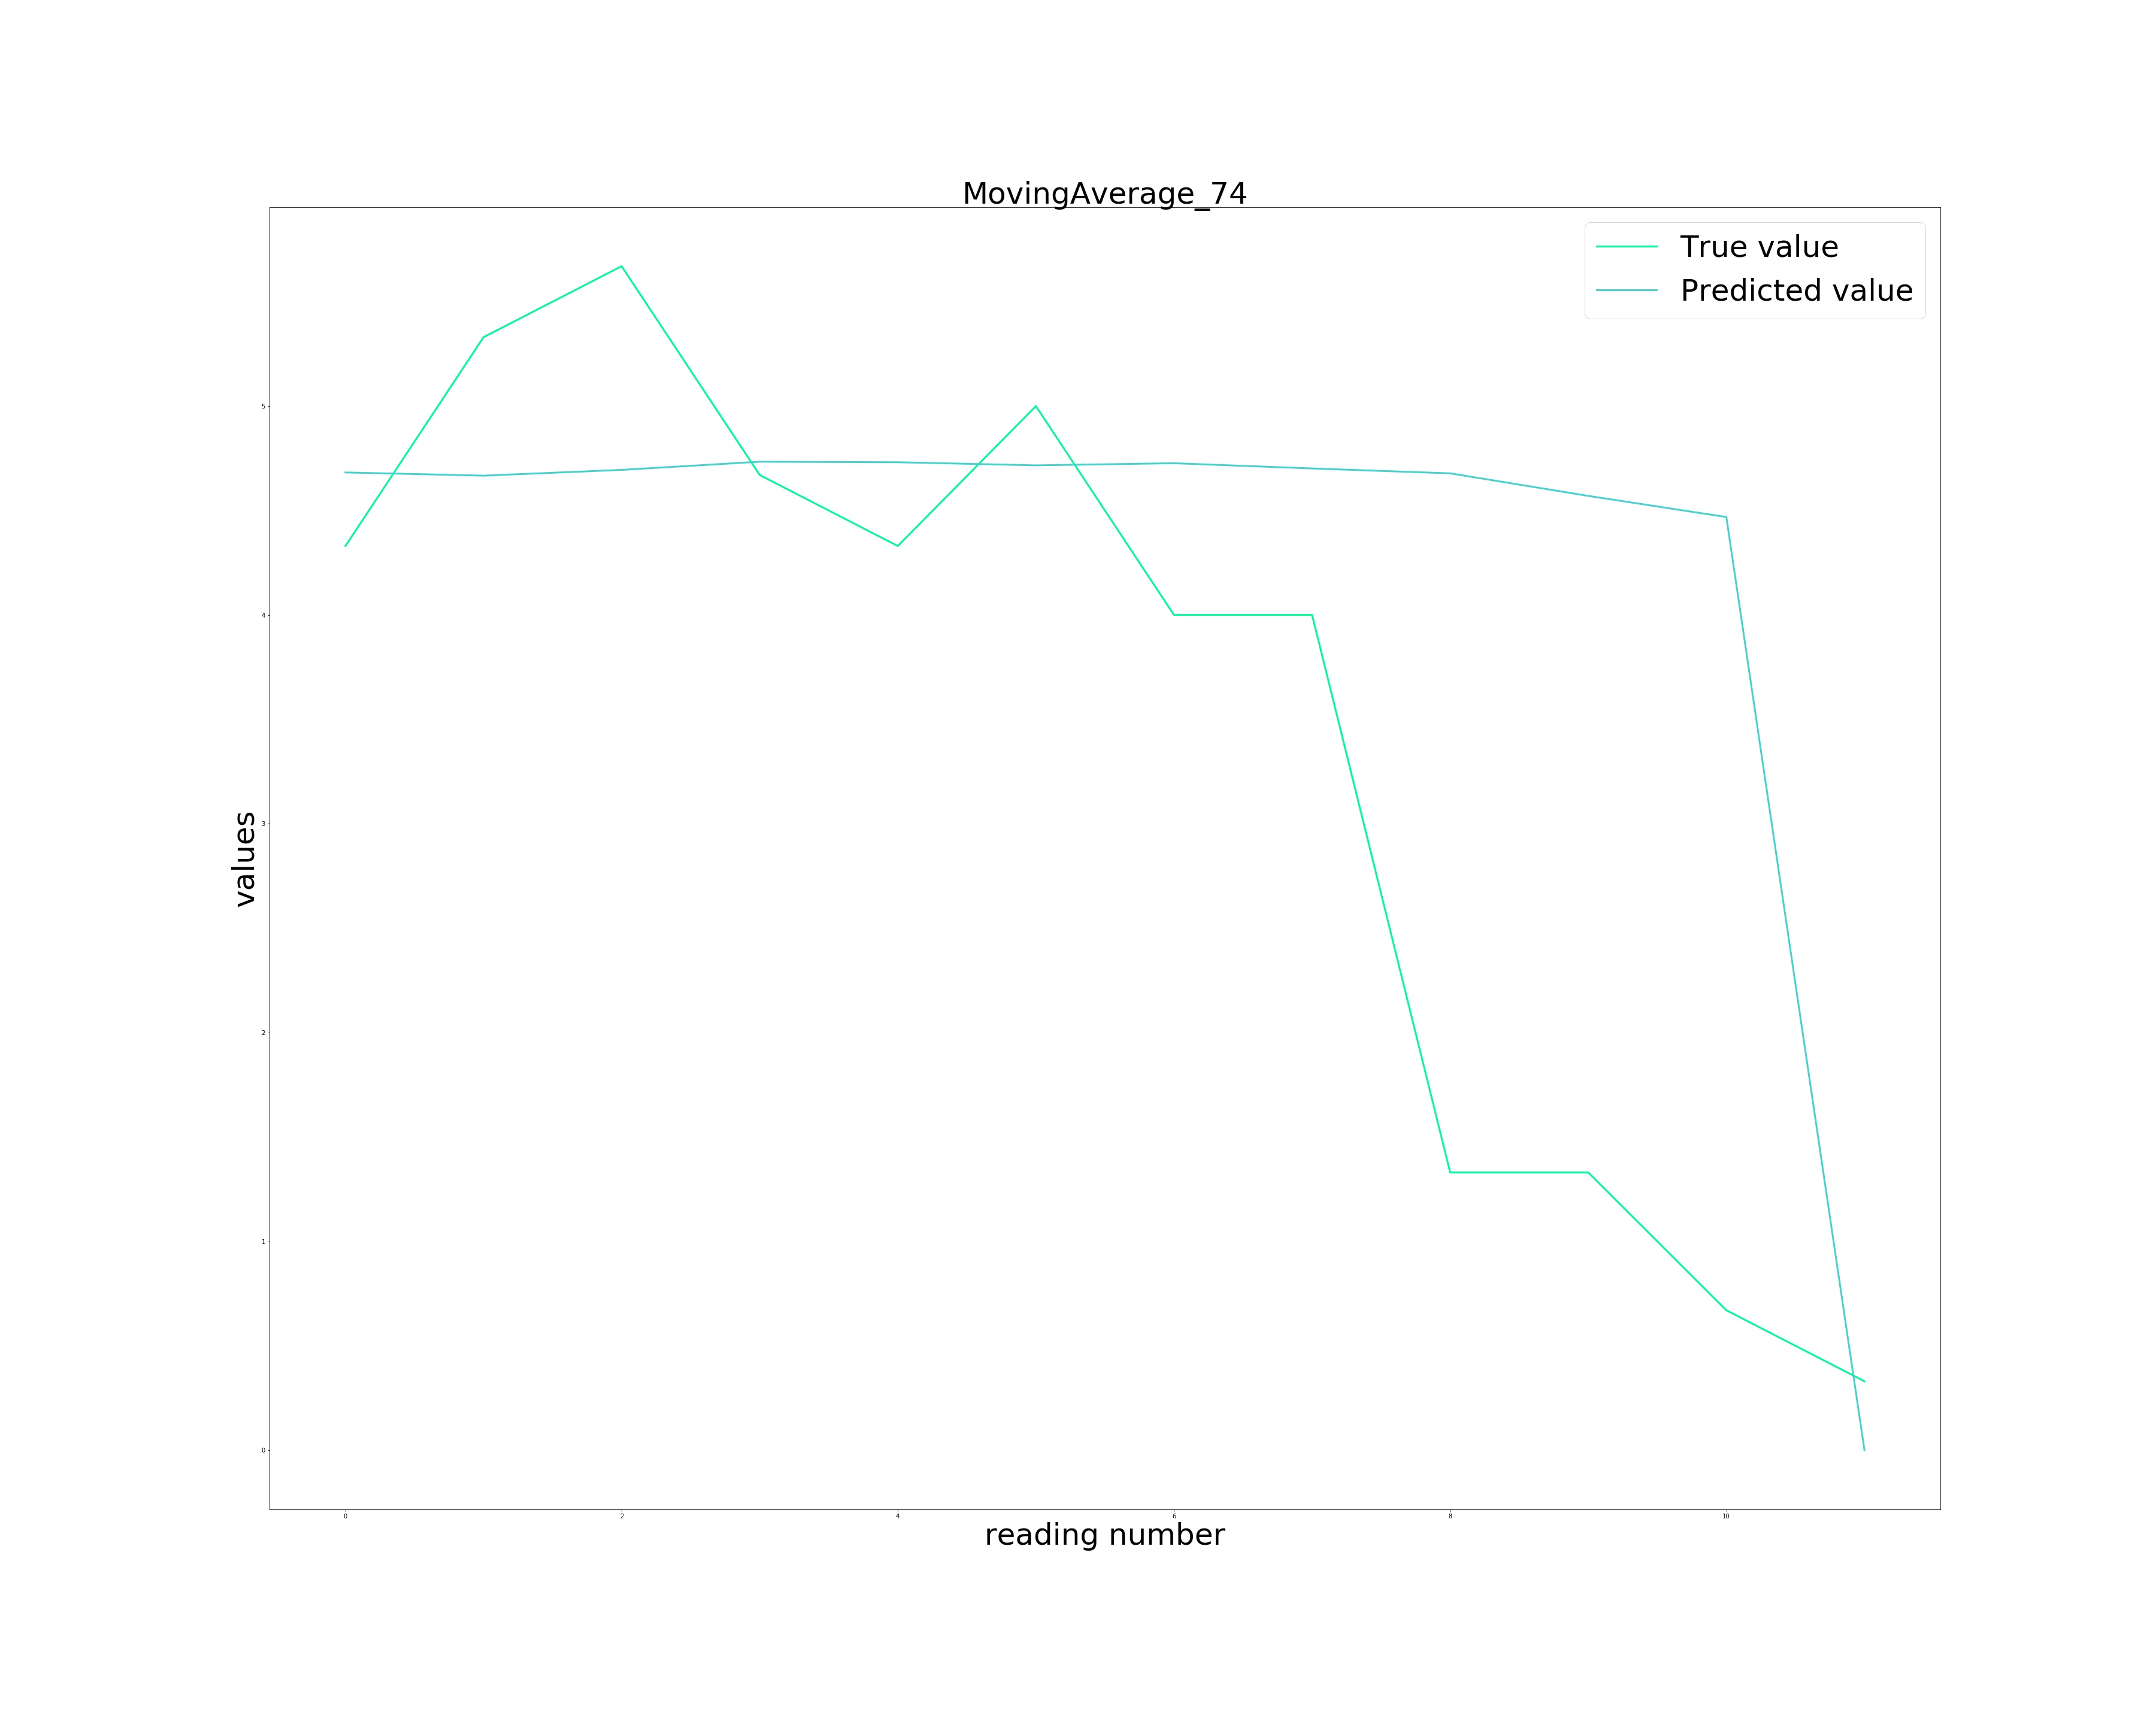 MovingAverage_74
True value
Predicted value
5
4
3
2
1
0
values
0 2 4 6 8 10
reading number